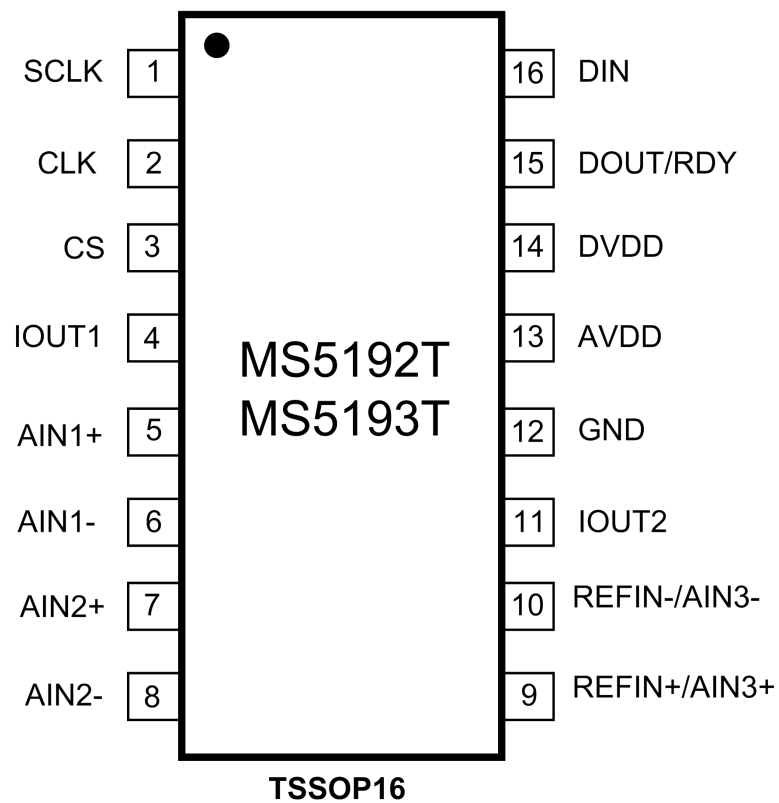 SCLK 1 16 DIN
CLK 2 15 DOUT/RDY
CS 3 14 DVDD
IOUT1 4 13 AVDD
MS5192T
MS5193T
AIN1+ 5 12 GND
AIN1- 6 11 IOUT2
AIN2+ 7 10 REFIN-/AIN3-
AIN2- 8 9 REFIN+/AIN3+
TSSOP16